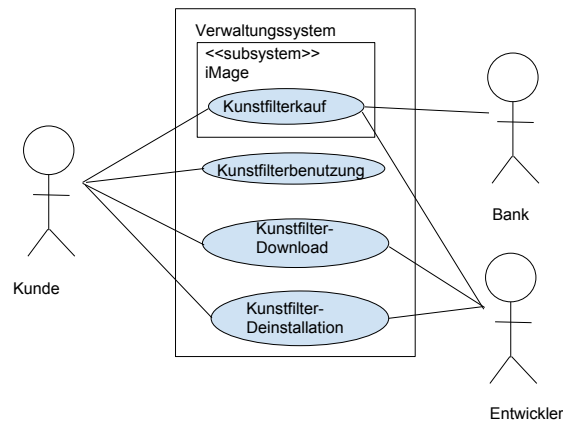 Verwaltungssystem
<<subsystem>>
iMage
Kunstfilterkauf
Kunstfilterbenutzung
Kunstfilter-
Download
Kunstfilter-
Deinstallation
Kunde
Bank
Entwickler